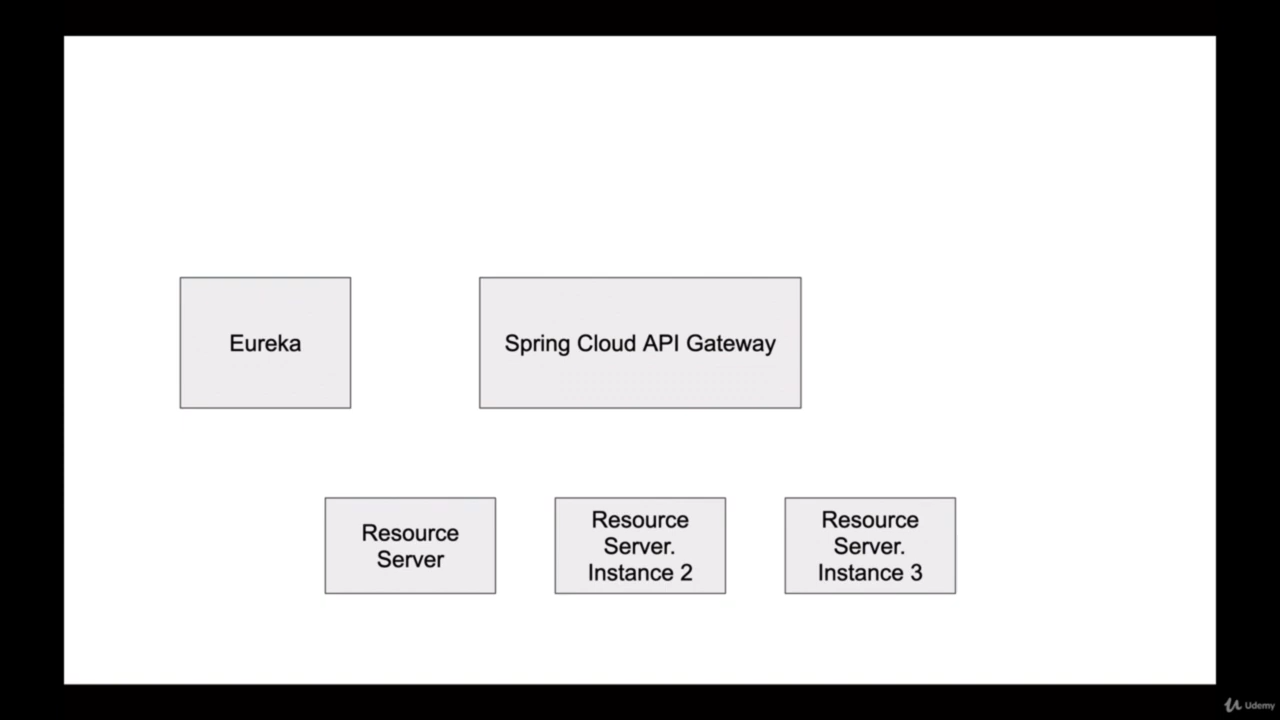 Eureka
Spring Cloud API Gateway
Resource
Server
Resource
Server.
Instance 2
Resource
Server.
Instance 3
Udemy